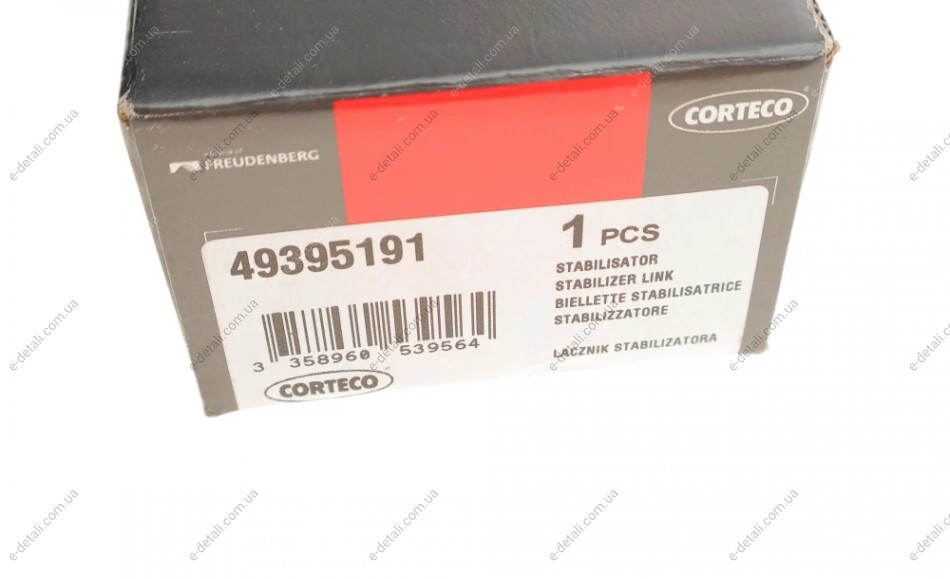 CORTECO
FREUDENBERG
49395191
1 PCS
STABILISATOR
STABILIZER LINK
BIELLETTE STABILISATRICE
STABILIZZATORE
LACZNIK STABILIZATORA
3 358960 539564
CORTECO
e-detali.com.ua